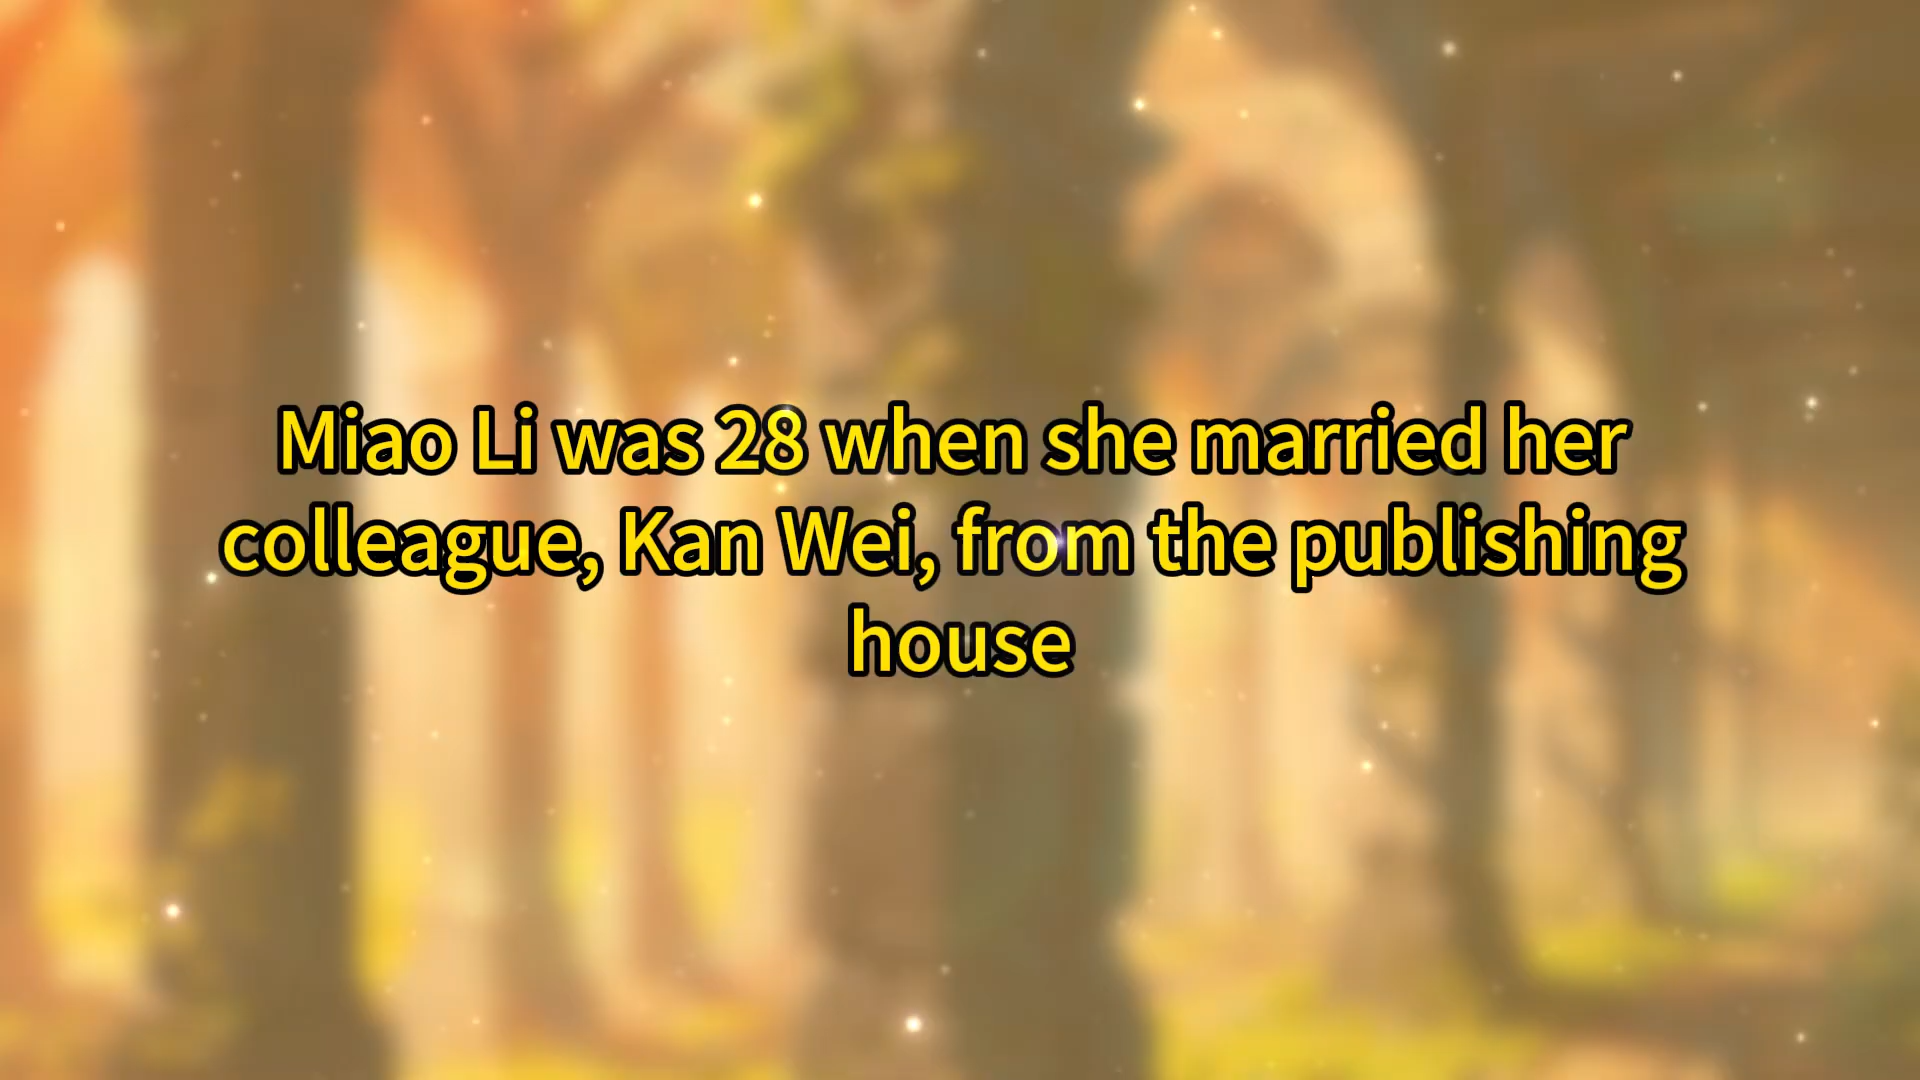 Miao Li was 28 when she married her
colleague, Kan Wei, from the publishing
house